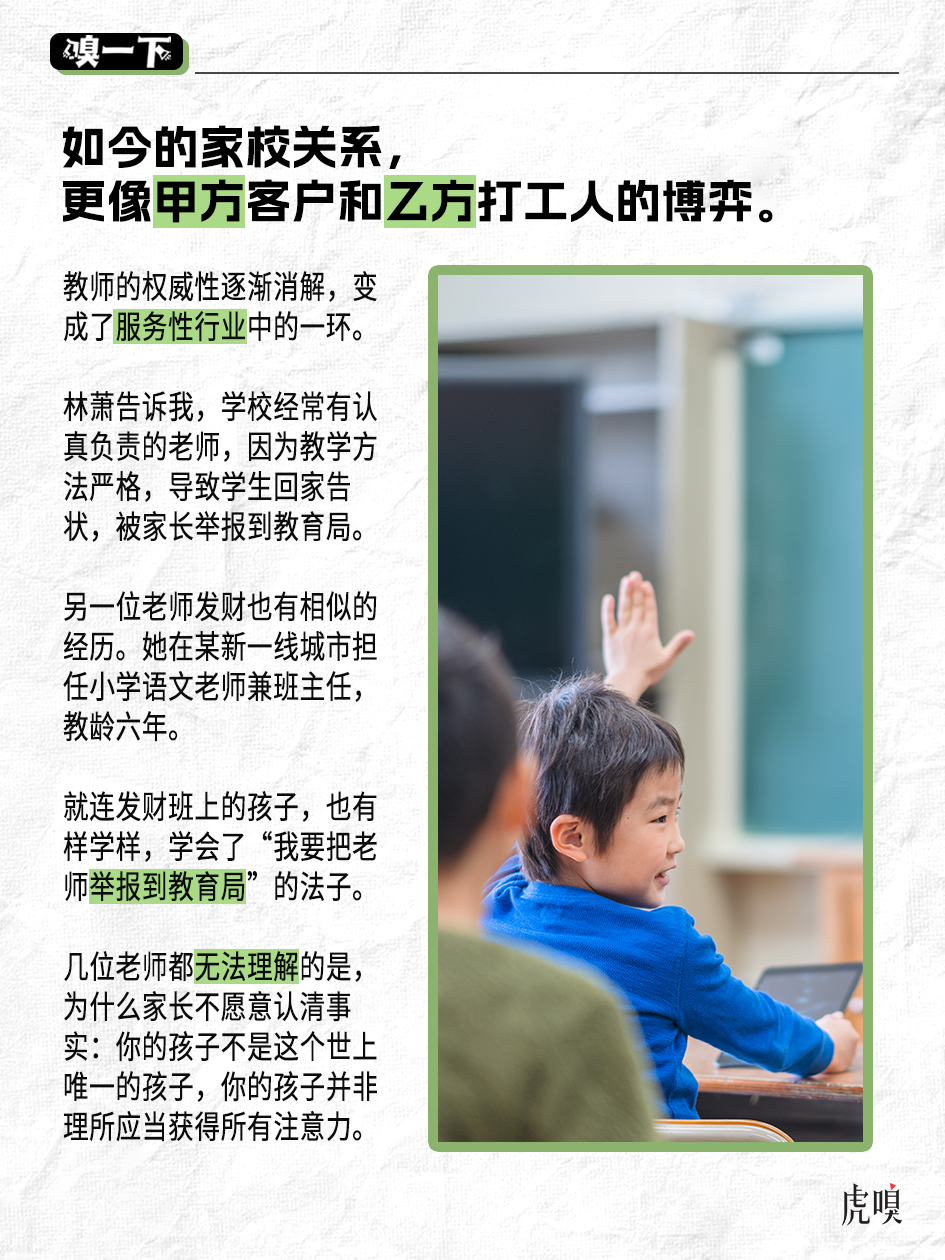 嗅一下
如今的家校关系，
更像甲方客户和乙方打工人的博弈。
教师的权威性逐渐消解，变
成了服务性行业中的一环。
林萧告诉我，学校经常有认
真负责的老师，因为教学方
法严格，导致学生回家告
状，被家长举报到教育局。
另一位老师发财也有相似的
经历。她在某新一线城市担
任小学语文老师兼班主任，
教龄六年。
就连发财班上的孩子，也有
样学样，学会了“我要把老
师举报到教育局”的法子。
几位老师都无法理解的是，
为什么家长不愿意认清事
实：你的孩子不是这个世上
唯一的孩子，你的孩子并非
理所应当获得所有注意力。
虎嗅